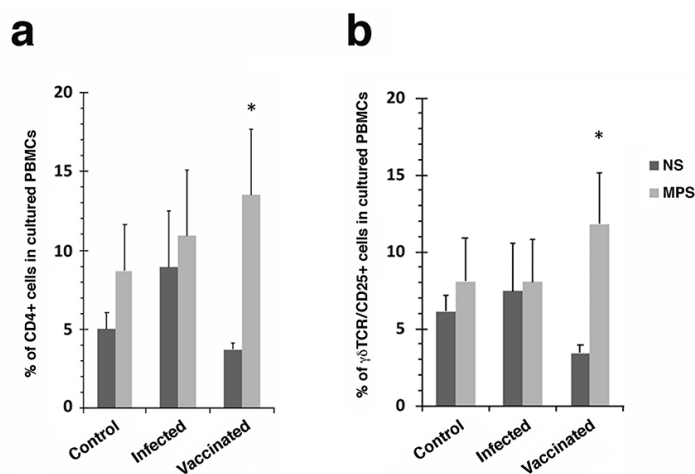 a
% of CD4+ cells in cultured PBMCs
20
15
10
5
0
*
Control
Infected
Vaccinated
b
% of γδTCR/CD25+ cells in cultured PBMCs
20
15
10
5
0
*
Control
Infected
Vaccinated
NS
MPS